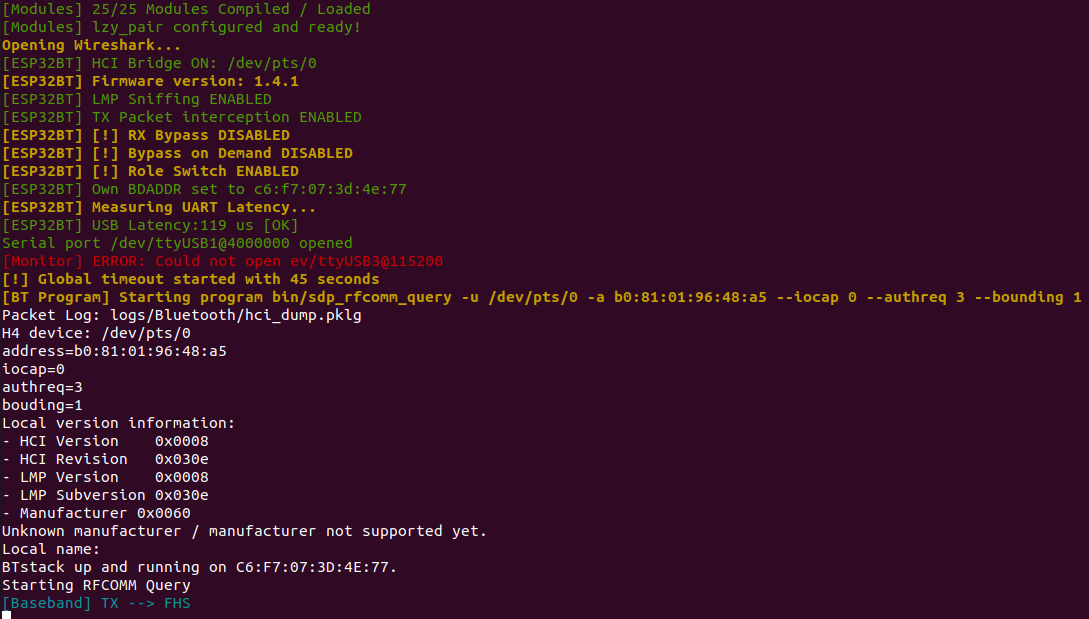 [Modules] 25/25 Modules Compiled / Loaded
[Modules] lzy_pair configured and ready!
Opening Wireshark...
[ESP32BT] HCI Bridge ON: /dev/pts/0
[ESP32BT] Firmware version: 1.4.1
[ESP32BT] LMP Sniffing ENABLED
[ESP32BT] TX Packet interception ENABLED
[ESP32BT] [!] RX Bypass DISABLED
[ESP32BT] [!] Bypass on Demand DISABLED
[ESP32BT] [!] Role Switch ENABLED
[ESP32BT] Own BDADDR set to c6:f7:07:3d:4e:77
[ESP32BT] Measuring UART Latency...
[ESP32BT] USB Latency:119 us [OK]
Serial port /dev/ttyUSB1@4000000 opened
[Monitor] ERROR: Could not open ev/ttyUSB3@115200
[!] Global timeout started with 45 seconds
[BT Program] Starting program bin/sdp_rfcomm_query -u /dev/pts/0 -a b0:81:01:96:48:a5 --iocap 0 --authreq 3 --bounding 1
Packet Log: logs/Bluetooth/hci_dump.pklg
H4 device: /dev/pts/0
address=b0:81:01:96:48:a5
iocap=0
authreq=3
bouding=1
Local version information:
- HCI Version    0x0008
- HCI Revision   0x030e
- LMP Version    0x0008
- LMP Subversion 0x030e
- Manufacturer 0x0060
Unknown manufacturer / manufacturer not supported yet.
Local name:
BTstack up and running on C6:F7:07:3D:4E:77.
Starting RFCOMM Query
[Baseband] TX --> FHS